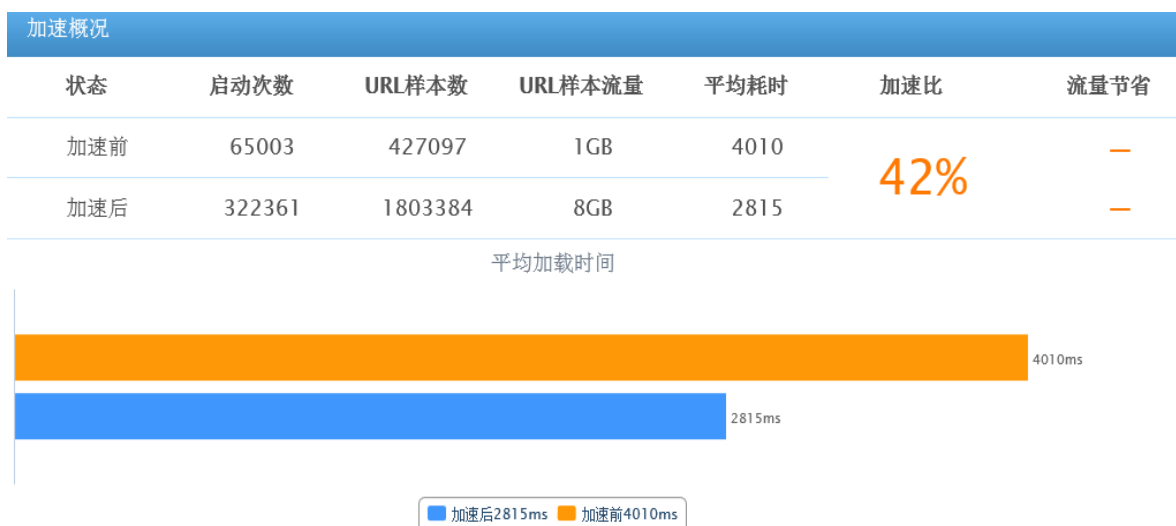 加速概况
状态 启动次数 URL样本数 URL样本流量 平均耗时 加速比 流量节省
加速前 65003 427097 1GB 4010 42% —
加速后 322361 1803384 8GB 2815 —
平均加载时间
4010ms
2815ms
加速后2815ms 加速前4010ms